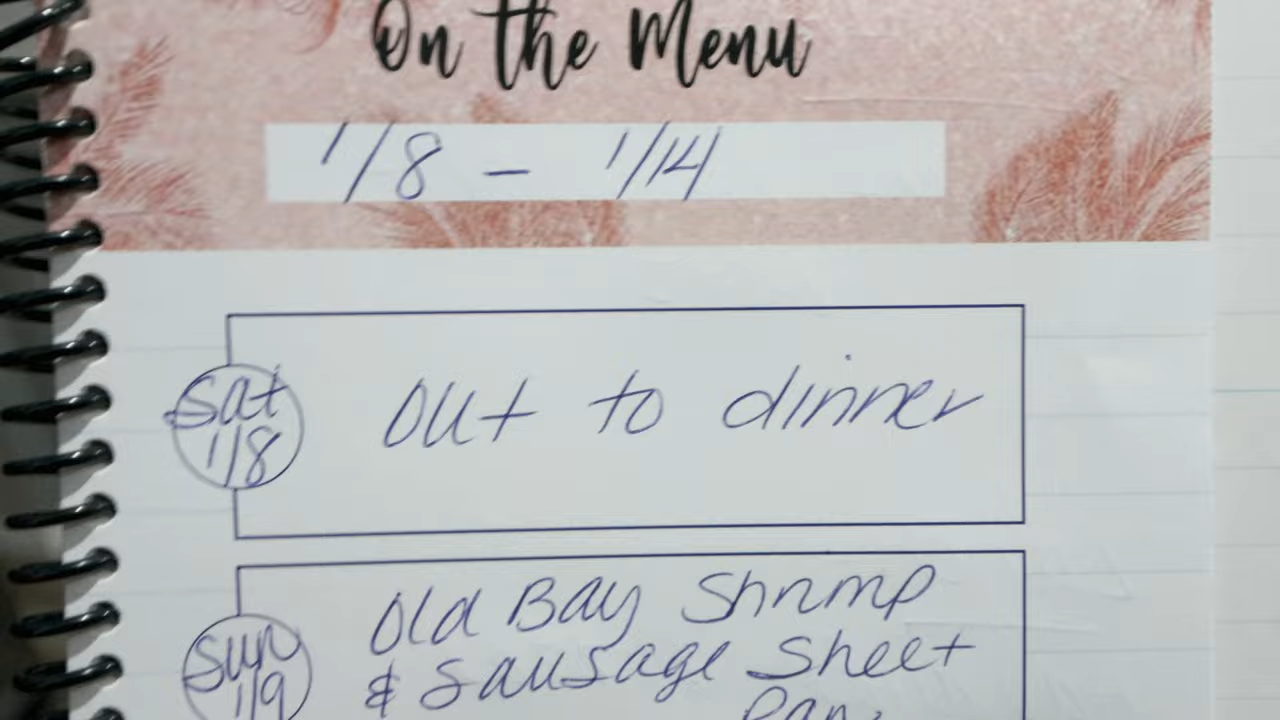 On the Menu
1/8 - 1/14
Sat
1/8
Out to dinner
Sun
1/9
Old Bay Shrimp
& Sausage Sheet
Pan